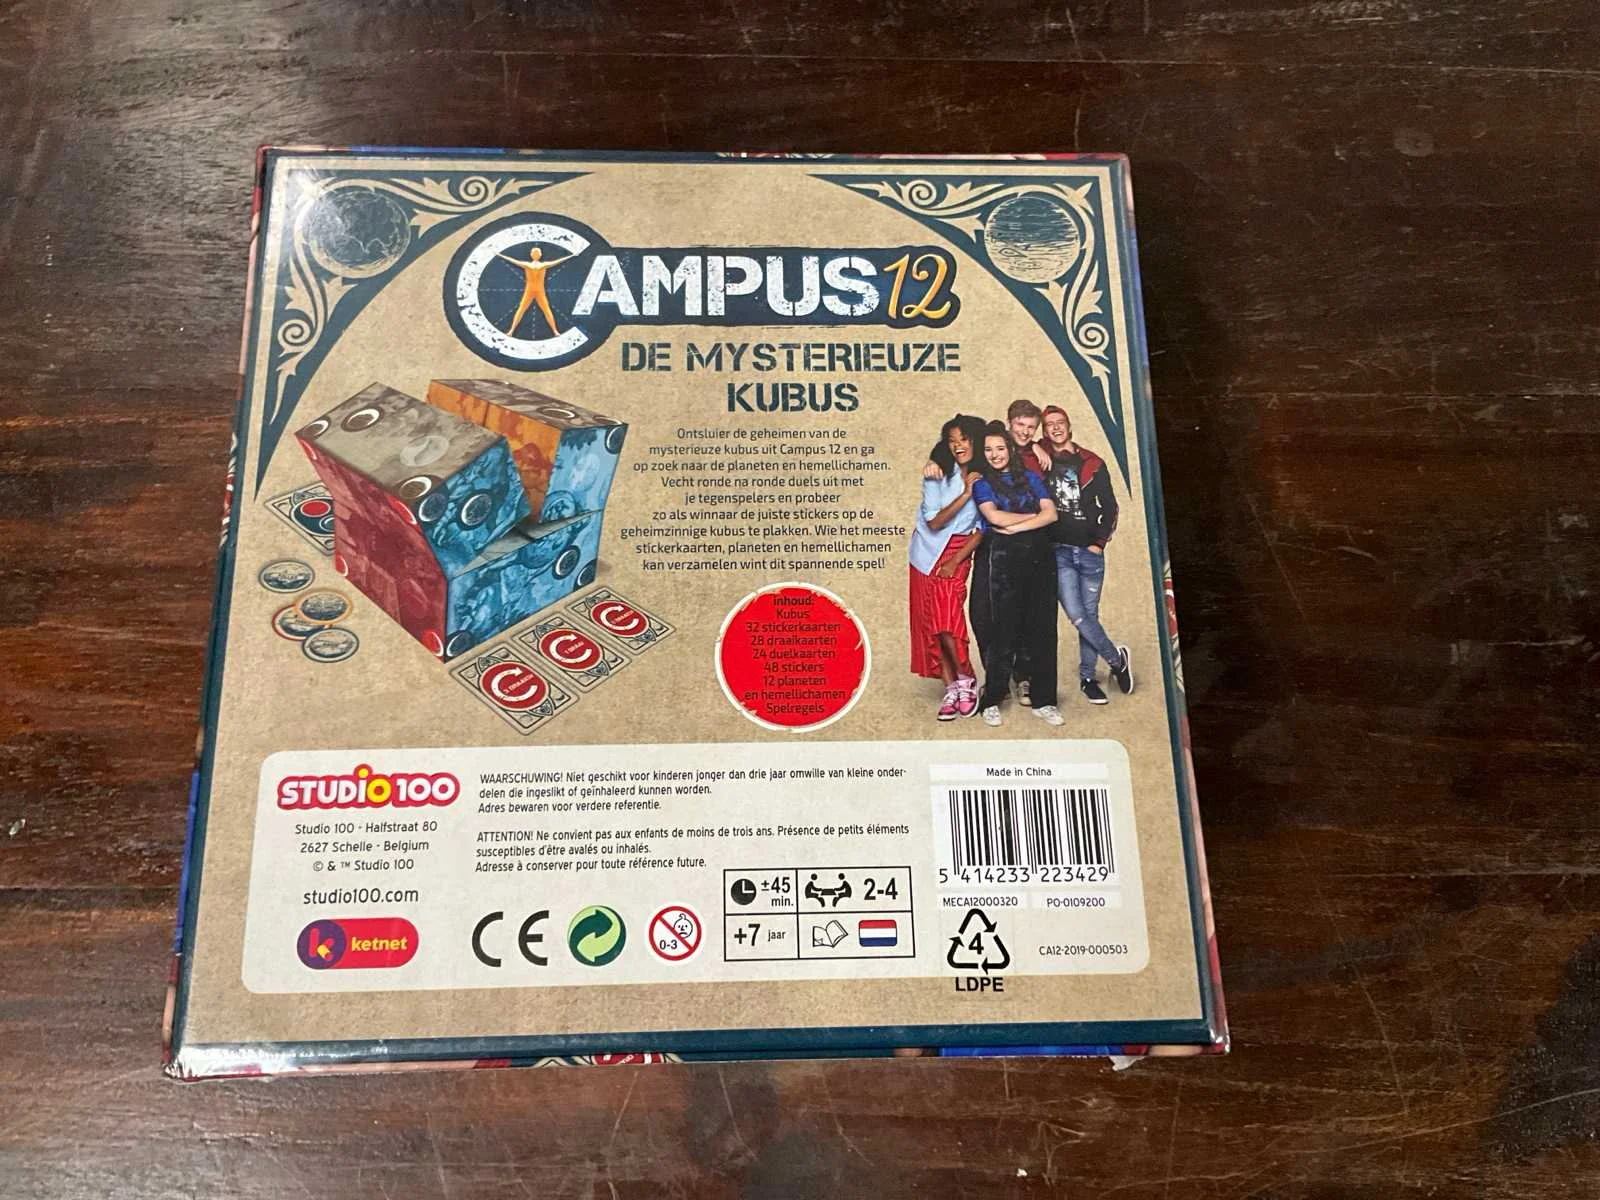 CAMPUS 12
DE MYSTERIEUZE
KUBUS
Ontsluier de geheimen van de
mysterieuze kubus uit Campus 12 en ga
op zoek naar de planeten en hemellichamen.
Vecht ronde na ronde duels uit met
je tegenspelers en probeer
zo als winnaar de juiste stickers op de
geheimzinnige kubus te plakken. Wie het meeste
stickerkaarten, planeten en hemellichamen
kan verzamelen wint dit spannende spel!
inhoud:
Kubus
32 stickerkaarten
28 draaikaarten
24 duelkaarten
48 stickers
12 planeten
en hemellichamen
Spelregels
STUDIO 100
Studio 100 - Halfstraat 80
2627 Schelle - Belgium
© & ™ Studio 100
studio100.com
ketnet
WAARSCHUWING! Niet geschikt voor kinderen jonger dan drie jaar omwille van kleine onder-
delen die ingeslikt of geïnhaleerd kunnen worden.
Adres bewaren voor verdere referentie.
ATTENTION! Ne convient pas aux enfants de moins de trois ans. Présence de petits éléments
susceptibles d'être avalés ou inhalés.
Adresse à conserver pour toute référence future.
CE
0-3
±45
min.
2-4
+7 jaar
Made in China
5 414233 223429
MECA12000320
PO-0109200
4
LDPE
CA12-2019-000503